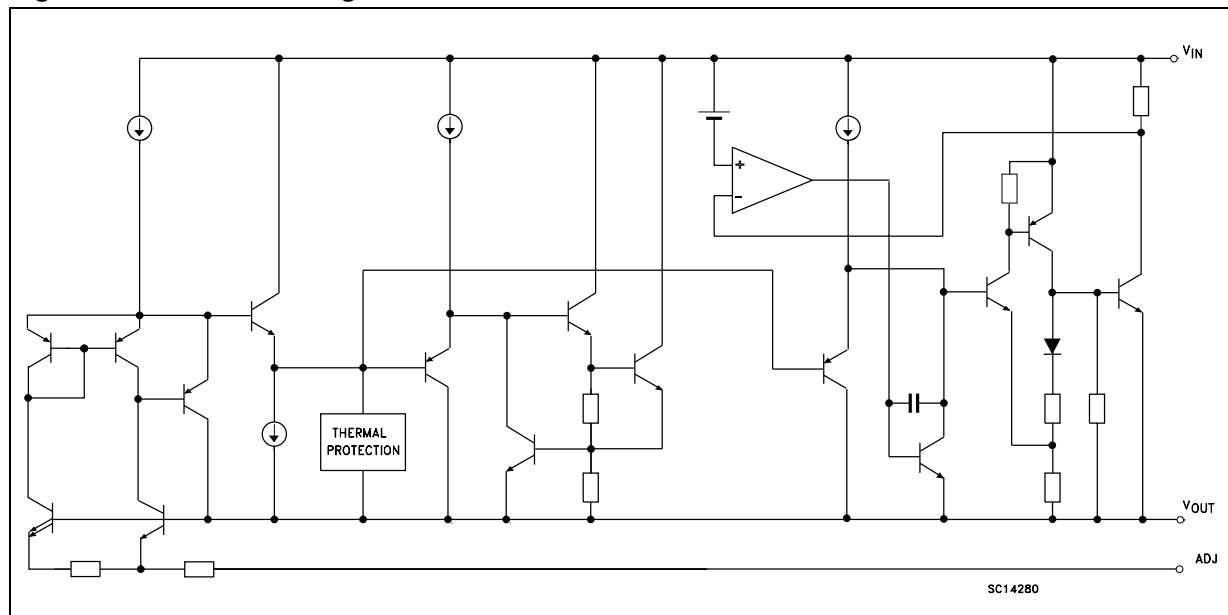 VIN
+
−
THERMAL
PROTECTION
VOUT
ADJ
SC14280